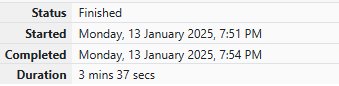 Status Finished
Started Monday, 13 January 2025, 7:51 PM
Completed Monday, 13 January 2025, 7:54 PM
Duration 3 mins 37 secs